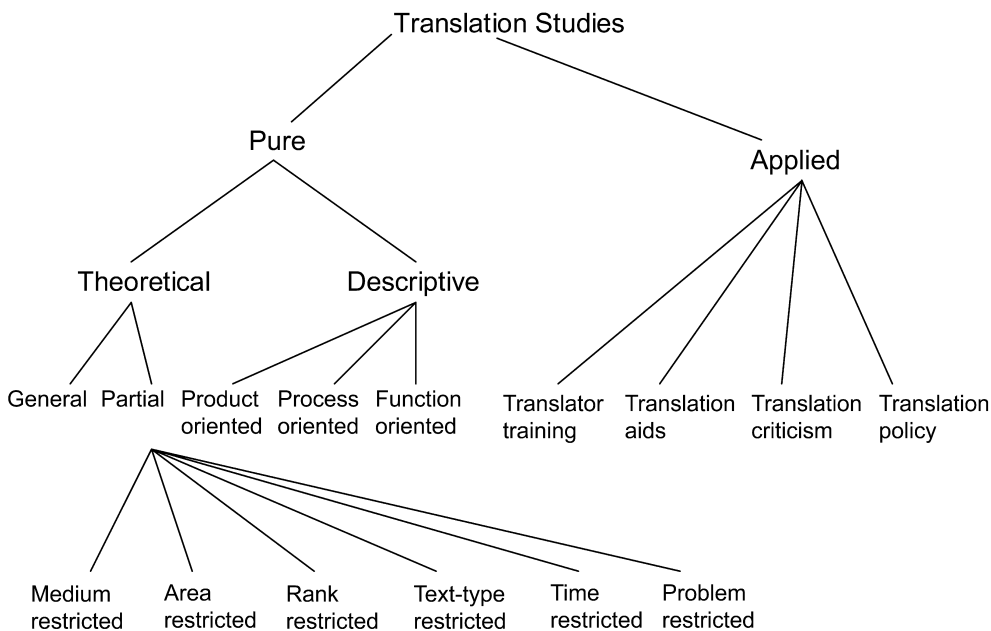 Translation Studies
Pure
Applied
Theoretical
Descriptive
General
Partial
Product
oriented
Process
oriented
Function
oriented
Translator
training
Translation
aids
Translation
criticism
Translation
policy
Medium
restricted
Area
restricted
Rank
restricted
Text-type
restricted
Time
restricted
Problem
restricted